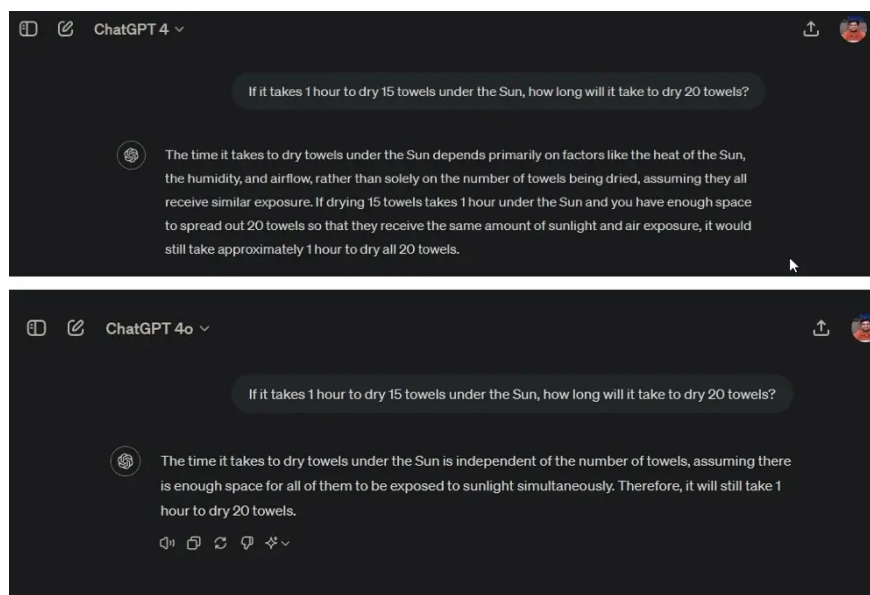 ChatGPT 4
If it takes 1 hour to dry 15 towels under the Sun, how long will it take to dry 20 towels?
The time it takes to dry towels under the Sun depends primarily on factors like the heat of the Sun,
the humidity, and airflow, rather than solely on the number of towels being dried, assuming they all
receive similar exposure. If drying 15 towels takes 1 hour under the Sun and you have enough space
to spread out 20 towels so that they receive the same amount of sunlight and air exposure, it would
still take approximately 1 hour to dry all 20 towels.
ChatGPT 4o
If it takes 1 hour to dry 15 towels under the Sun, how long will it take to dry 20 towels?
The time it takes to dry towels under the Sun is independent of the number of towels, assuming there
is enough space for all of them to be exposed to sunlight simultaneously. Therefore, it will still take 1
hour to dry 20 towels.